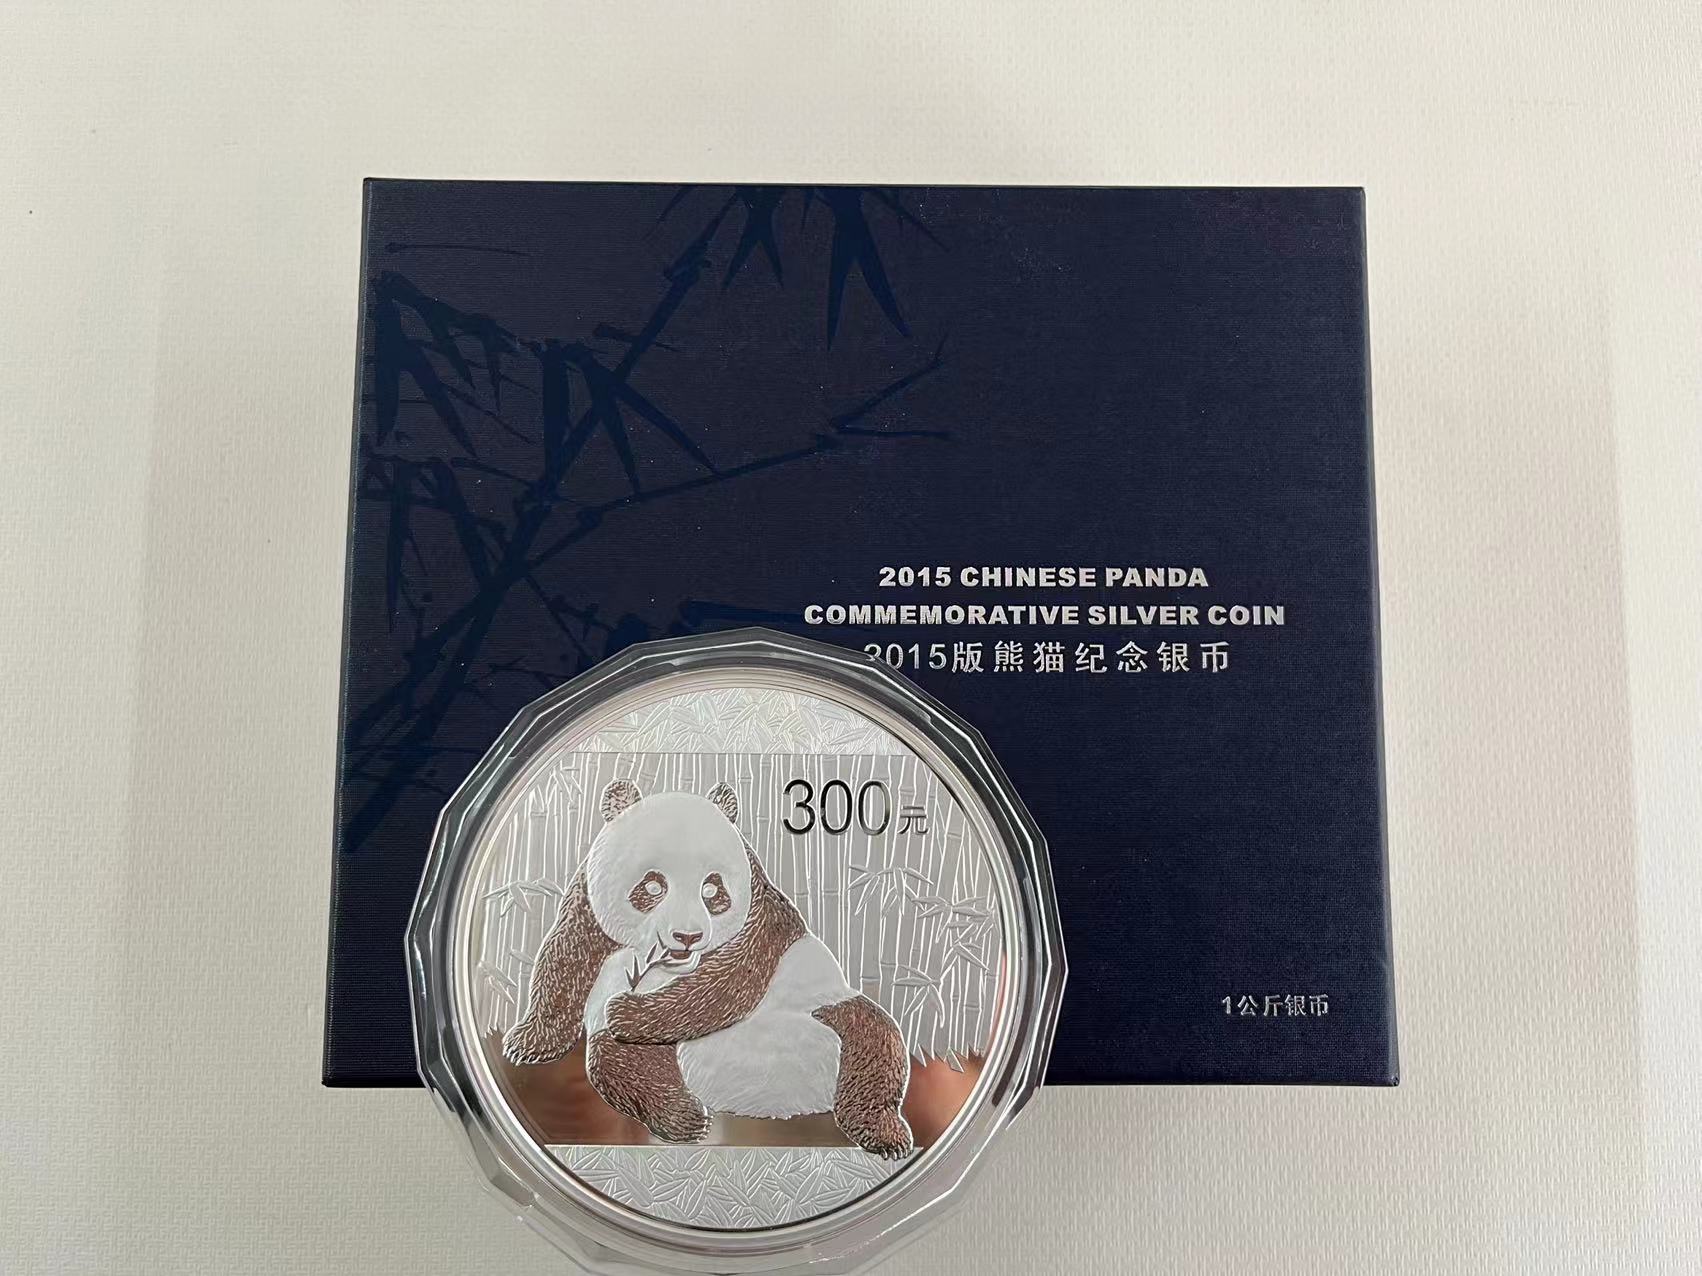 2015 CHINESE PANDA
COMMEMORATIVE SILVER COIN
2015版熊猫纪念银币
300元
1公斤银币